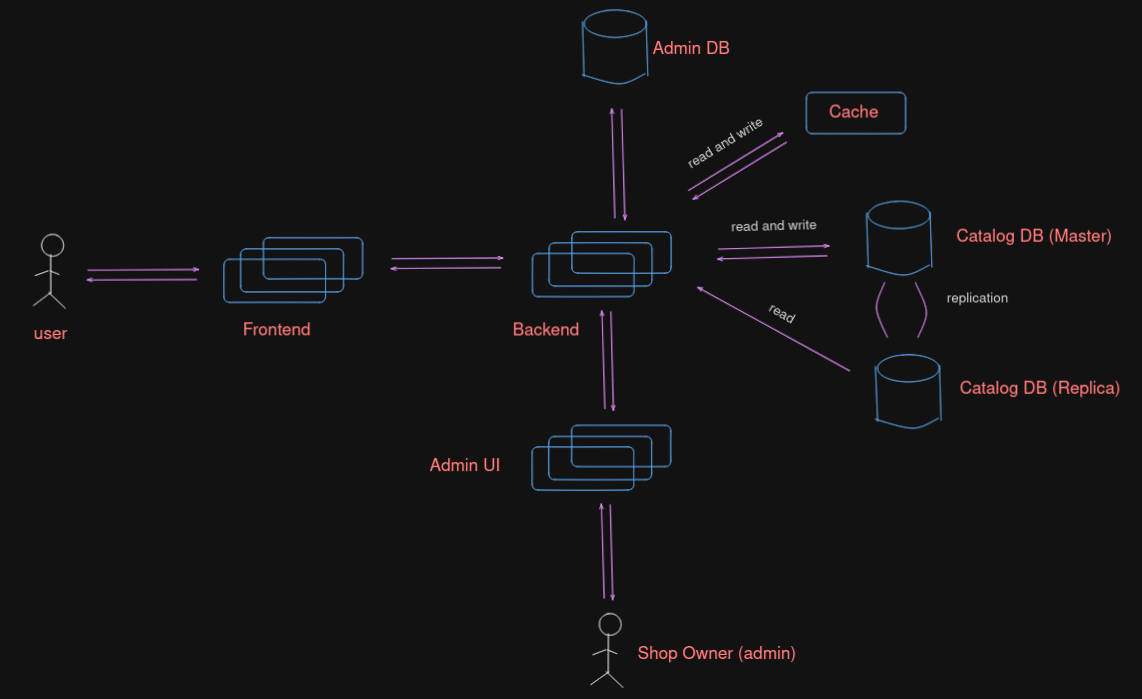 Admin DB
Cache
read and write
read and write
Catalog DB (Master)
replication
read
user
Frontend
Backend
Catalog DB (Replica)
Admin UI
Shop Owner (admin)